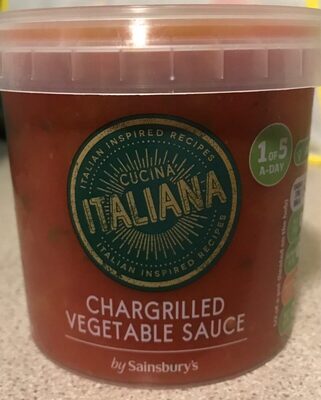 ITALIAN INSPIRED RECIPES
CUCINA
ITALIANA
ITALIAN INSPIRED RECIPES
1 OF 5
A-DAY
CHARGRILLED
VEGETABLE SAUCE
by Sainsbury's